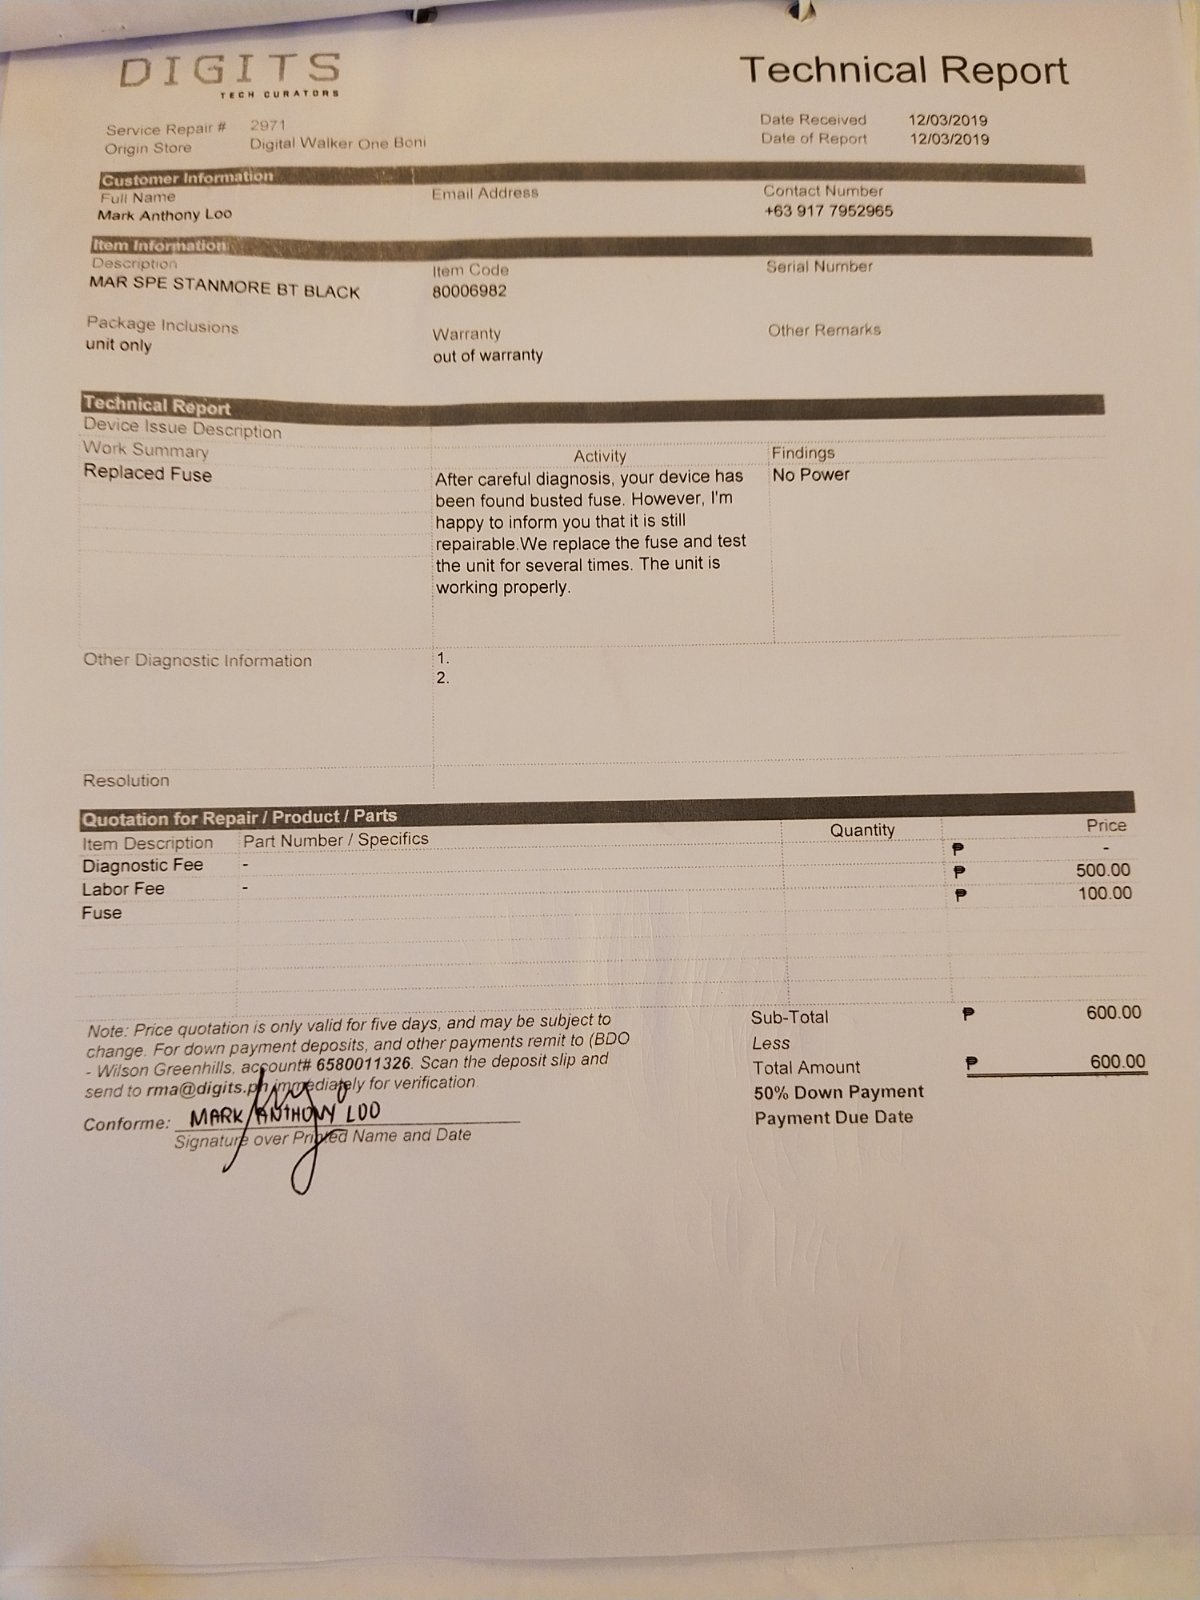 DIGITS
TECH CURATORS
Technical Report
Service Repair # 2971
Origin Store Digital Walker One Boni
Date Received 12/03/2019
Date of Report 12/03/2019
Customer Information
Full Name Email Address Contact Number
Mark Anthony Loo +63 917 7952965
Item Information
Description Item Code Serial Number
MAR SPE STANMORE BT BLACK 80006982
Package Inclusions Warranty Other Remarks
unit only out of warranty
Technical Report
Device Issue Description
Work Summary Activity Findings
Replaced Fuse After careful diagnosis, your device has No Power
been found busted fuse. However, I'm
happy to inform you that it is still
repairable.We replace the fuse and test
the unit for several times. The unit is
working properly.
Other Diagnostic Information 1.
2.
Resolution
Quotation for Repair / Product / Parts
Item Description Part Number / Specifics Quantity Price
Diagnostic Fee - ₱ -
Labor Fee - ₱ 500.00
Fuse ₱ 100.00
Note: Price quotation is only valid for five days, and may be subject to
change. For down payment deposits, and other payments remit to (BDO
- Wilson Greenhills, account# 6580011326. Scan the deposit slip and
send to rma@digits.ph immediately for verification.
Conforme: MARK ANTHONY LOO
Signature over Printed Name and Date
Sub-Total ₱ 600.00
Less
Total Amount ₱ 600.00
50% Down Payment
Payment Due Date